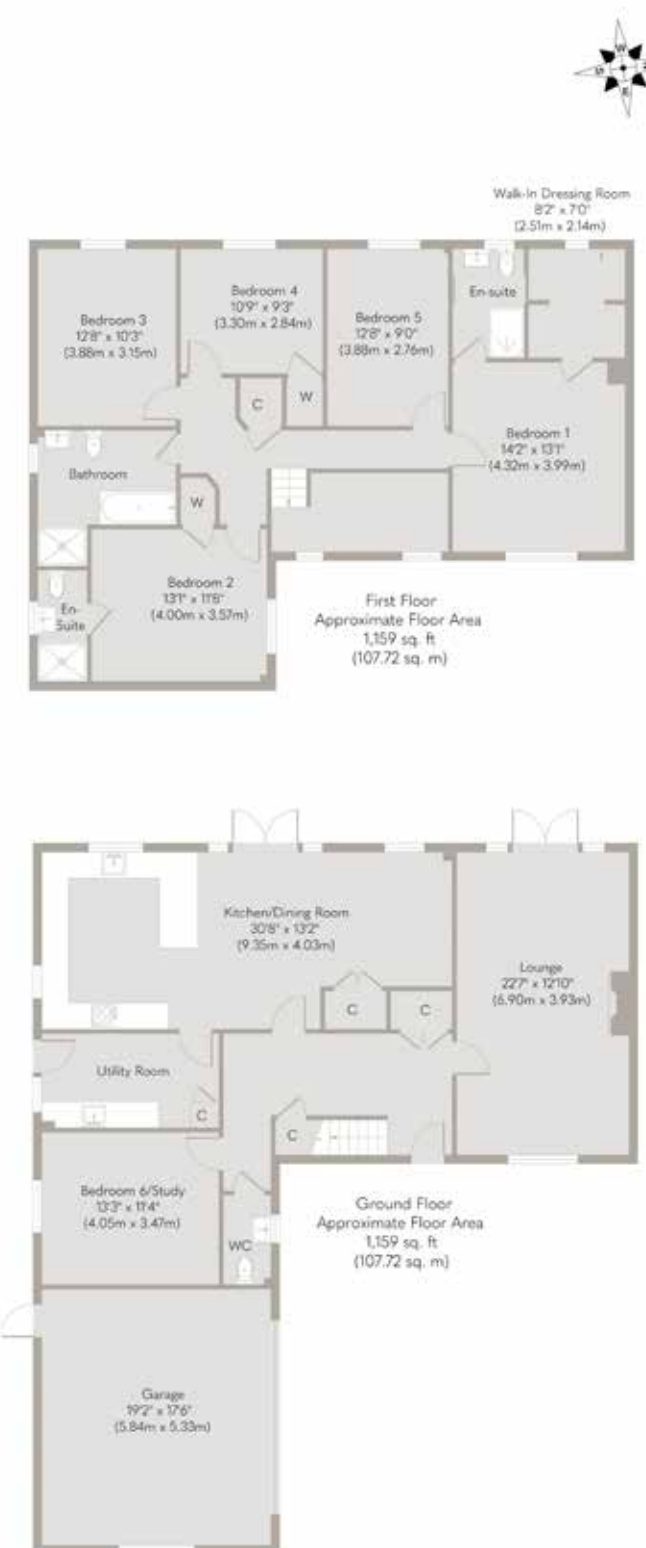 W
S
E
Walk-In Dressing Room
8'2" x 7'0"
(2.51m x 2.14m)
Bedroom 3
12'8" x 10'3"
(3.88m x 3.15m)
Bedroom 4
10'9" x 9'3"
(3.30m x 2.84m)
Bedroom 5
12'8" x 9'0"
(3.88m x 2.76m)
En-suite
C
W
Bedroom 1
14'2" x 13'1"
(4.32m x 3.99m)
Bathroom
W
Bedroom 2
13'1" x 11'8"
(4.00m x 3.57m)
En-
Suite
First Floor
Approximate Floor Area
1,159 sq. ft
(107.72 sq. m)
Kitchen/Dining Room
30'8" x 13'2"
(9.35m x 4.03m)
Lounge
22'7" x 12'10"
(6.90m x 3.93m)
C
C
Utility Room
C
C
Bedroom 6/Study
13'3" x 11'4"
(4.05m x 3.47m)
WC
Ground Floor
Approximate Floor Area
1,159 sq. ft
(107.72 sq. m)
Garage
19'2" x 17'6"
(5.84m x 5.33m)